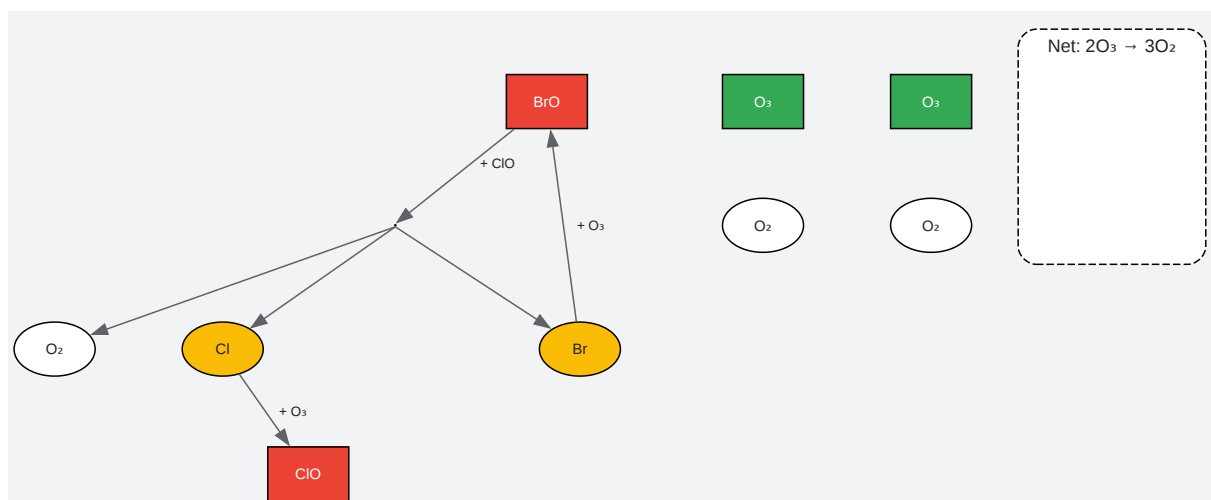 Net: 2O₃ → 3O₂
BrO
O₃
O₃
+ ClO
O₂
O₂
+ O₃
O₂
Cl
Br
+ O₃
ClO